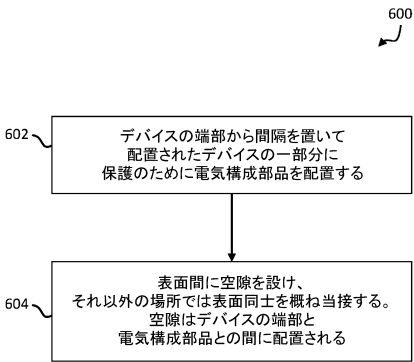 600
602
デバイスの端部から間隔を置いて
配置されたデバイスの一部分に
保護のために電気構成部品を配置する
604
表面間に空隙を設け、
それ以外の場所では表面同士を概ね当接する。
空隙はデバイスの端部と
電気構成部品との間に配置される